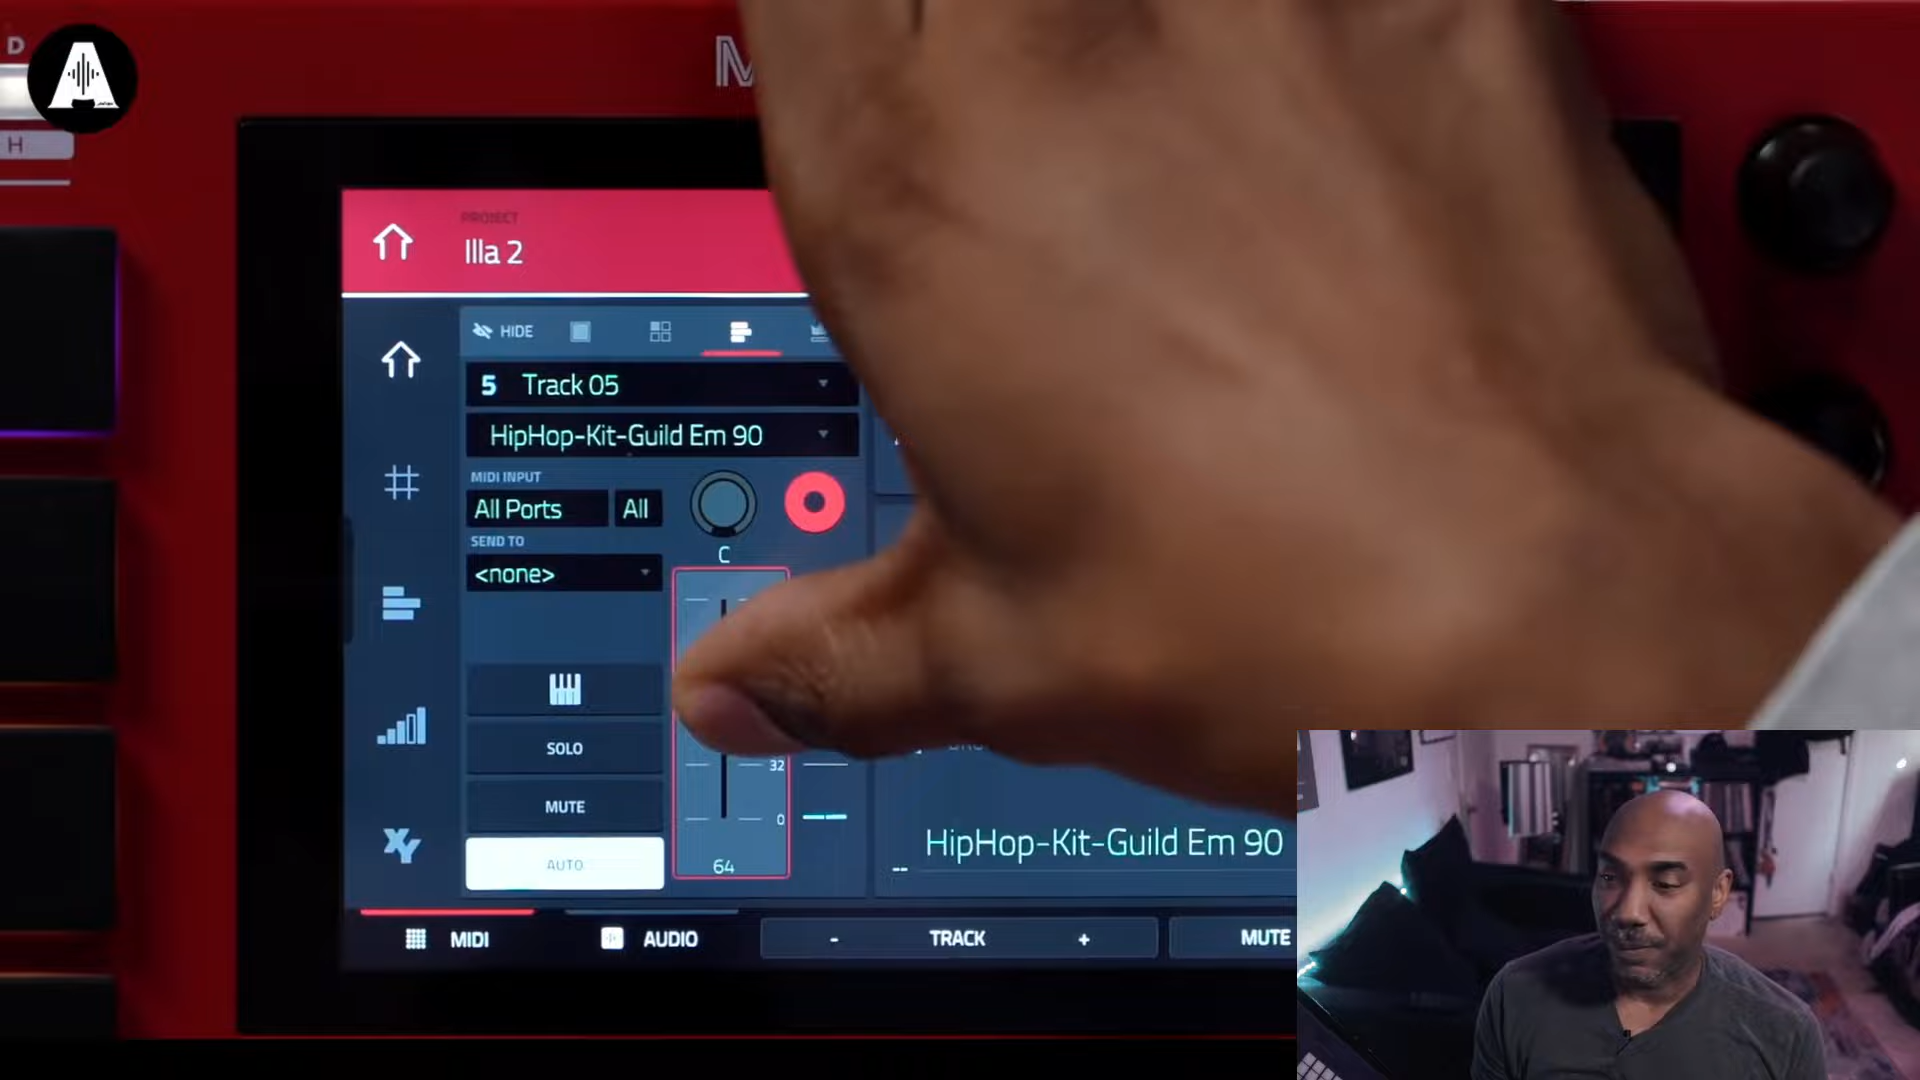 D
H
M
PROJECT
Illa 2
HIDE
5 Track 05
HipHop-Kit-Guild Em 90
MIDI INPUT
All Ports All
C
SEND TO
<none>
SOLO
32
MUTE
0
AUTO
64
XY
HipHop-Kit-Guild Em 90
--
MIDI AUDIO - TRACK + MUTE